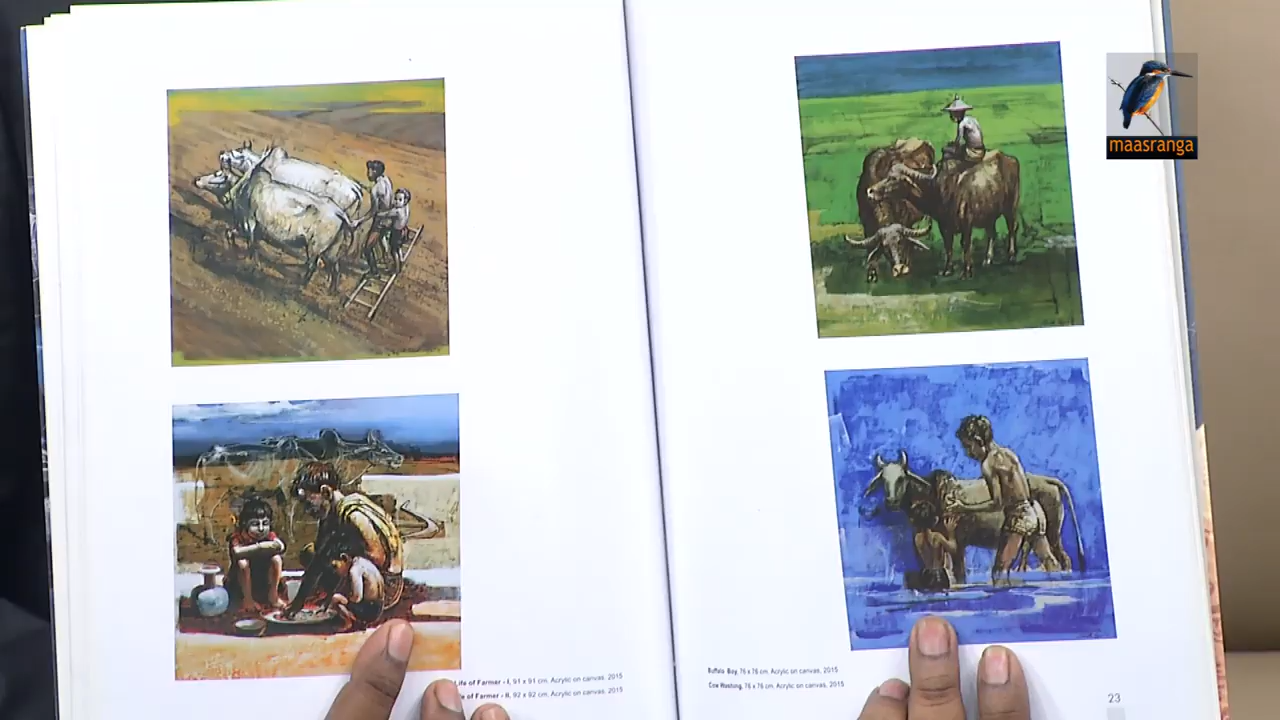 maasranga
Life of Farmer - I, 91 x 91 cm, Acrylic on canvas, 2015
of Farmer - II, 92 x 92 cm, Acrylic on canvas, 2015
Buffalo Boy, 76 x 76 cm, Acrylic on canvas, 2015
Cow Washing, 76 x 76 cm, Acrylic on canvas, 2015
23